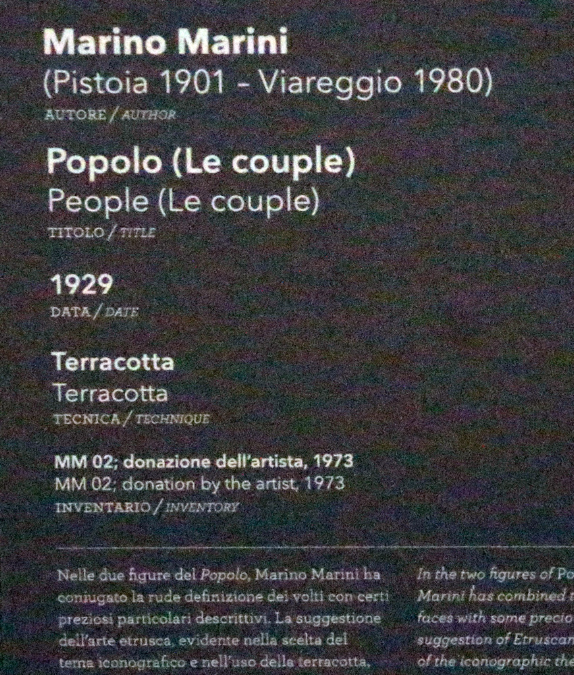 Marino Marini
(Pistoia 1901 - Viareggio 1980)
AUTORE / AUTHOR
Popolo (Le couple)
People (Le couple)
TITOLO / TITLE
1929
DATA / DATE
Terracotta
Terracotta
TECNICA / TECHNIQUE
MM 02; donazione dell'artista, 1973
MM 02; donation by the artist, 1973
INVENTARIO / INVENTORY
Nelle due figure del Popolo, Marino Marini ha
coniugato la rude definizione dei volti con certi
preziosi particolari descrittivi. La suggestione
dell'arte etrusca, evidente nella scelta del
tema iconografico e nell'uso della terracotta,
In the two figures of Po
Marini has combined t
faces with some precio
suggestion of Etruscan
of the iconographic the